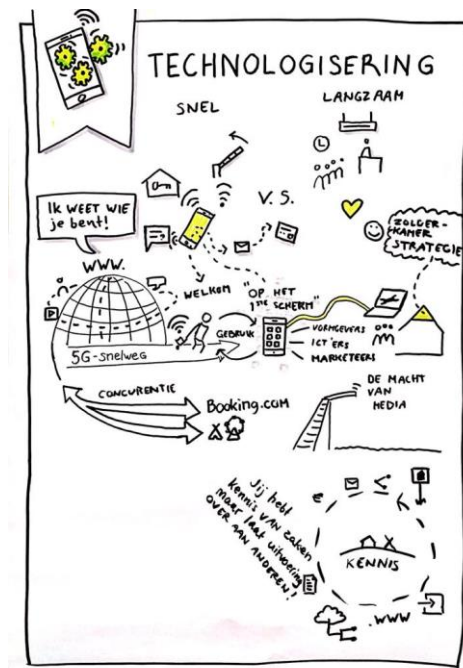 TECHNOLOGISERING
SNEL
LANGZAAM
V.S.
Ik WEET WIE
je bent!
WWW.
WELKOM
"OP HET
1STE SCHERM"
ZOLDER-
KAMER
STRATEGIE
5G-snelweg
GEBRUIK
VORMGEVERS
ICT'ERS
MARKETEERS
CONCURENTIE
Booking.com
DE MACHT
VAN
MEDIA
Jij hebt
kennis VAN zaken
maar laat uitvoering
OVER AAN ANDEREN!
KENNIS
.WWW